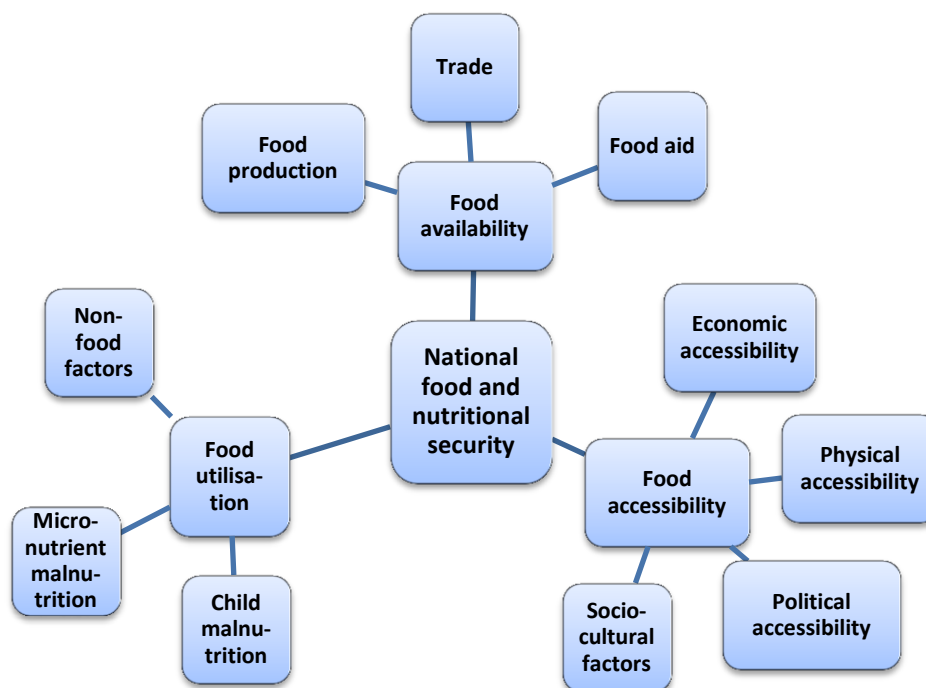 Trade
Food
production
Food aid
Food
availability
Non-
food
factors
National
food and
nutritional
security
Economic
accessibility
Food
utilisa-
tion
Food
accessibility
Physical
accessibility
Micro-
nutrient
malnu-
trition
Child
malnu-
trition
Socio-
cultural
factors
Political
accessibility